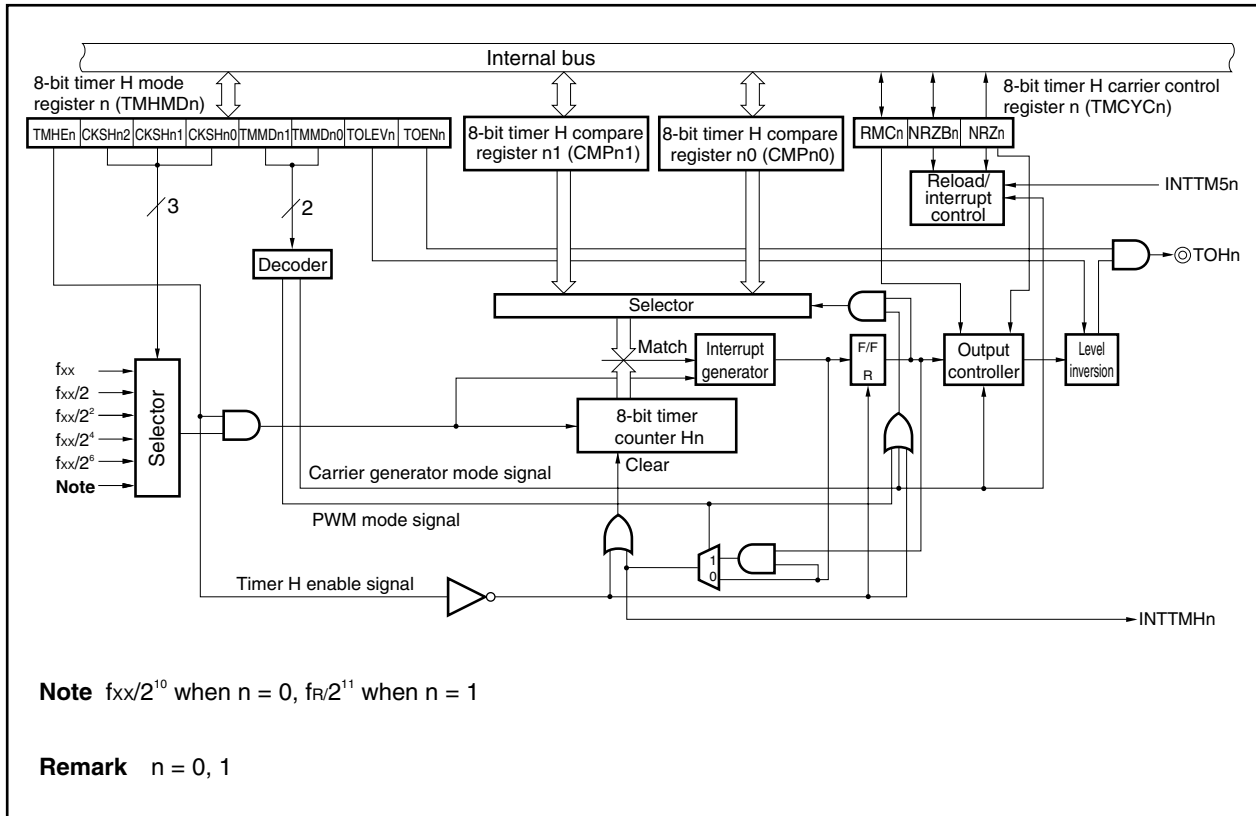 Internal bus
8-bit timer H mode
register n (TMHMDn)
8-bit timer H carrier control
register n (TMCYCn)
TMHEn CKSHn2 CKSHn1 CKSHn0 TMMDn1 TMMDn0 TOLEVn TOENn
8-bit timer H compare
register n1 (CMPn1)
8-bit timer H compare
register n0 (CMPn0)
RMCn NRZBn NRZn
Reload/
interrupt
control
INTTM5n
3
2
Decoder
TOHn
Selector
Match
Interrupt
generator
F/F
R
Output
controller
Level
inversion
fxx
fxx/2
fxx/2²
fxx/2⁴
fxx/2⁶
Note
Selector
8-bit timer
counter Hn
Carrier generator mode signal
Clear
PWM mode signal
1
0
Timer H enable signal
INTTMHn
Note fxx/2¹⁰ when n = 0, fR/2¹¹ when n = 1
Remark n = 0, 1